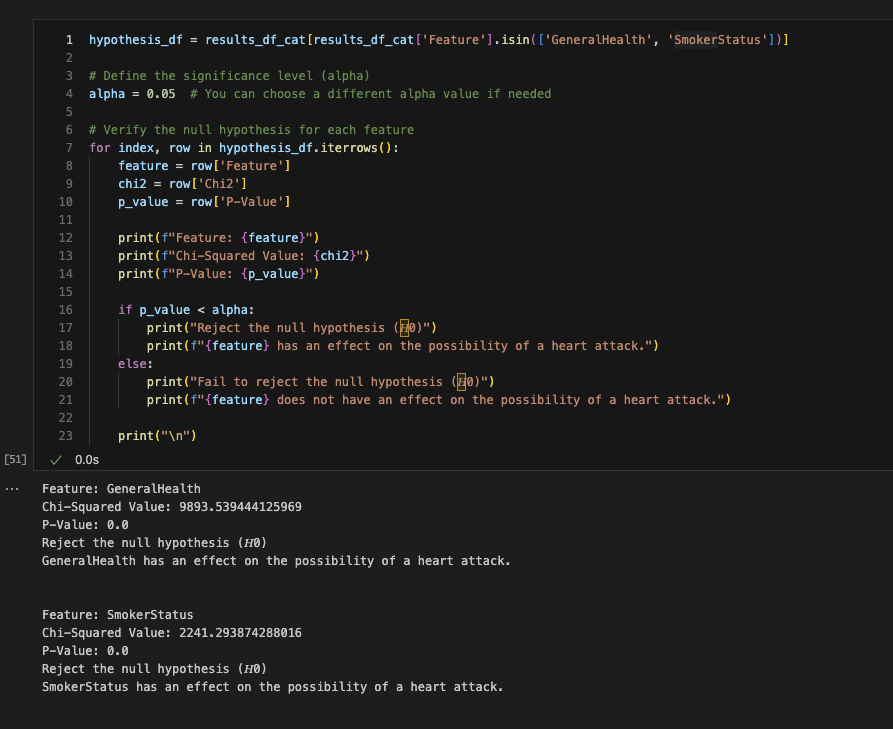 1 hypothesis_df = results_df_cat[results_df_cat['Feature'].isin(['GeneralHealth', 'SmokerStatus'])]
2
3 # Define the significance level (alpha)
4 alpha = 0.05  # You can choose a different alpha value if needed
5
6 # Verify the null hypothesis for each feature
7 for index, row in hypothesis_df.iterrows():
8     feature = row['Feature']
9     chi2 = row['Chi2']
10     p_value = row['P-Value']
11
12     print(f"Feature: {feature}")
13     print(f"Chi-Squared Value: {chi2}")
14     print(f"P-Value: {p_value}")
15
16     if p_value < alpha:
17         print("Reject the null hypothesis (𝐻0)")
18         print(f"{feature} has an effect on the possibility of a heart attack.")
19     else:
20         print("Fail to reject the null hypothesis (𝐻0)")
21         print(f"{feature} does not have an effect on the possibility of a heart attack.")
22
23     print("\n")
[51] ✓ 0.0s
... Feature: GeneralHealth
Chi-Squared Value: 9893.539444125969
P-Value: 0.0
Reject the null hypothesis (𝐻0)
GeneralHealth has an effect on the possibility of a heart attack.
Feature: SmokerStatus
Chi-Squared Value: 2241.293874288016
P-Value: 0.0
Reject the null hypothesis (𝐻0)
SmokerStatus has an effect on the possibility of a heart attack.